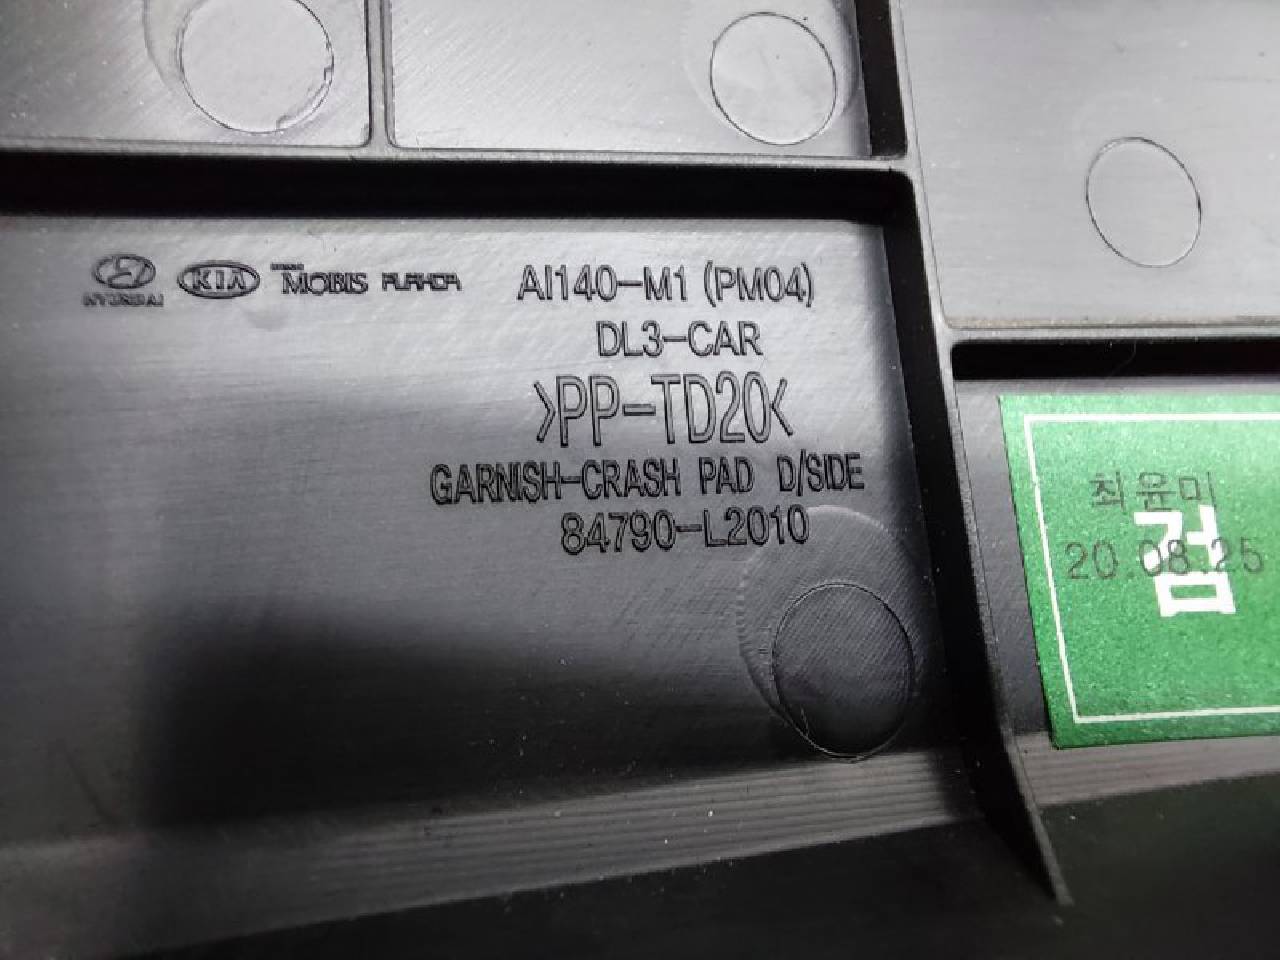 HYUNDAI KIA MOBIS AI140-M1 (PM04)
DL3-CAR
>PP-TD20<
GARNISH-CRASH PAD D/SIDE
84790-L2010
최윤미
검
20.08.25